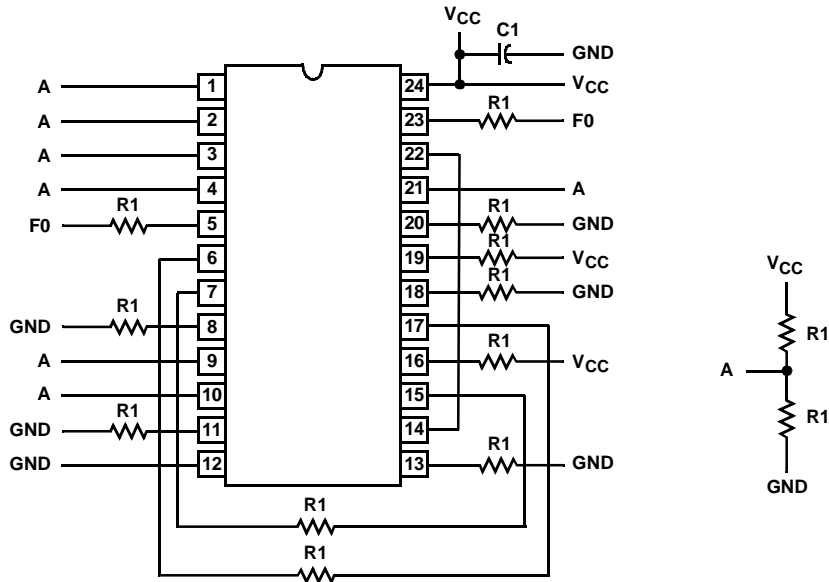 VCC
C1
GND
A 1 24 VCC
R1
A 2 23 F0
A 3 22
A 4 21 A
R1 R1
F0 5 20 GND
R1
6 19 VCC
R1
7 18 GND
R1
GND 8 17
R1
A 9 16 VCC
A 10 15
R1
GND 11 14
R1
GND 12 13 GND
R1
R1
VCC
R1
A
R1
GND